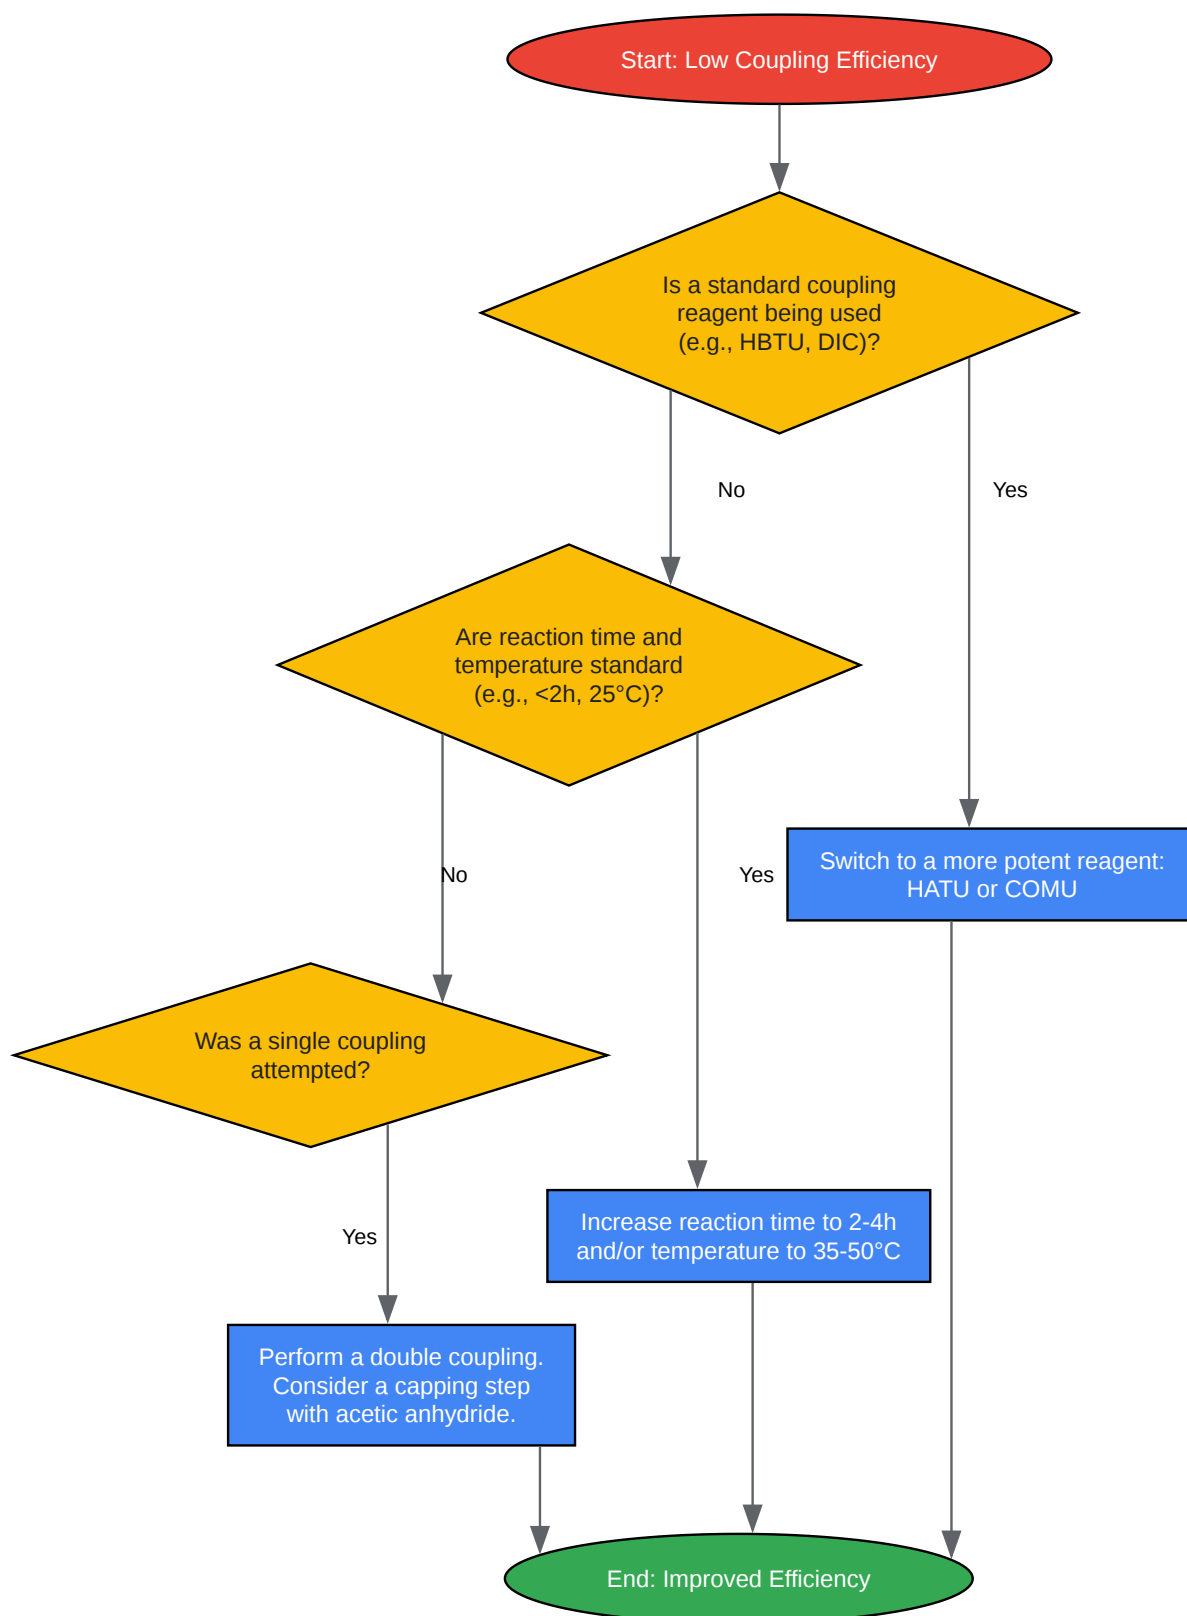 Start: Low Coupling Efficiency
Is a standard coupling
reagent being used
(e.g., HBTU, DIC)?
No
Yes
Are reaction time and
temperature standard
(e.g., <2h, 25°C)?
No
Yes
Switch to a more potent reagent:
HATU or COMU
Was a single coupling
attempted?
Yes
Increase reaction time to 2-4h
and/or temperature to 35-50°C
Perform a double coupling.
Consider a capping step
with acetic anhydride.
End: Improved Efficiency